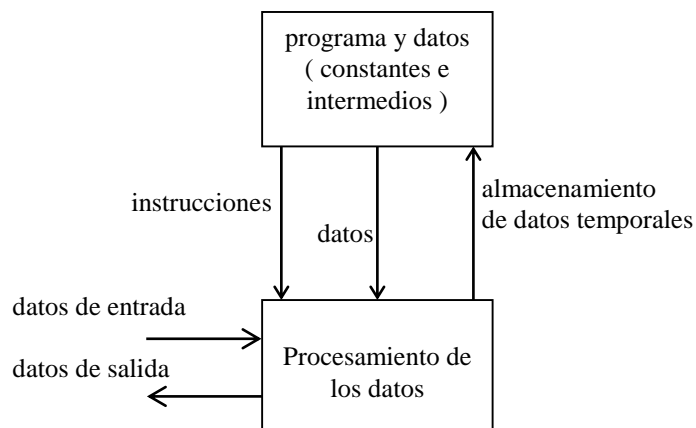 programa y datos
( constantes e
intermedios )
instrucciones
datos
almacenamiento
de datos temporales
datos de entrada
datos de salida
Procesamiento de
los datos